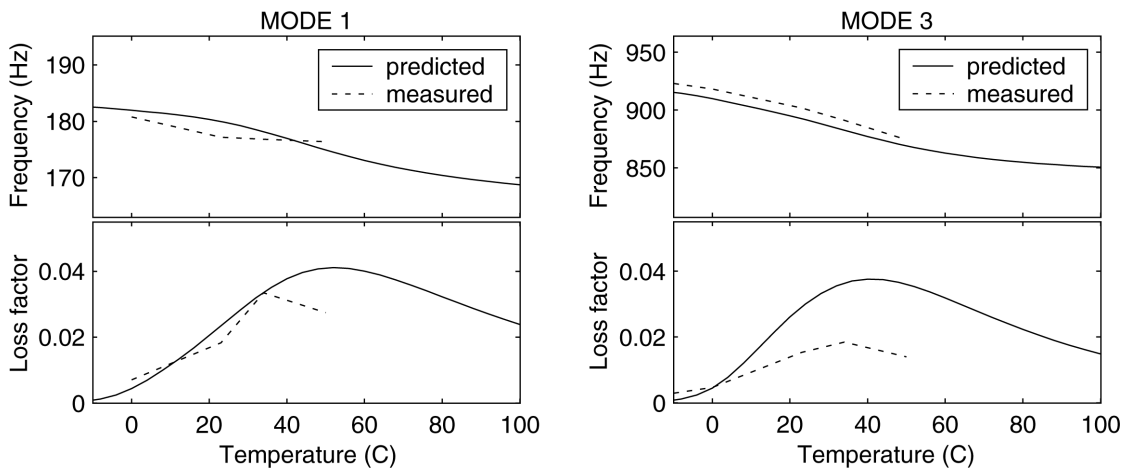 MODE 1
Frequency (Hz)
190
180
170
predicted
measured
Loss factor
0.04
0.02
0
0 20 40 60 80 100
Temperature (C)
MODE 3
Frequency (Hz)
950
900
850
predicted
measured
Loss factor
0.04
0.02
0
0 20 40 60 80 100
Temperature (C)